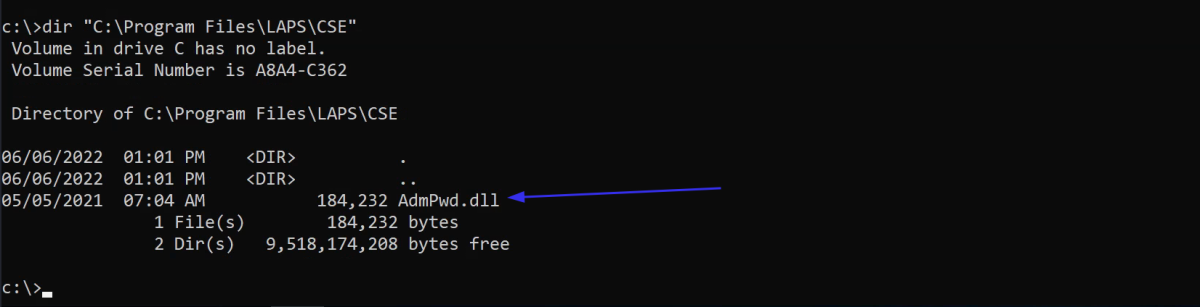 c:\>dir "C:\Program Files\LAPS\CSE"
 Volume in drive C has no label.
 Volume Serial Number is A8A4-C362

 Directory of C:\Program Files\LAPS\CSE

06/06/2022  01:01 PM    <DIR>          .
06/06/2022  01:01 PM    <DIR>          ..
05/05/2021  07:04 AM           184,232 AdmPwd.dll
               1 File(s)        184,232 bytes
               2 Dir(s)   9,518,174,208 bytes free

c:\>